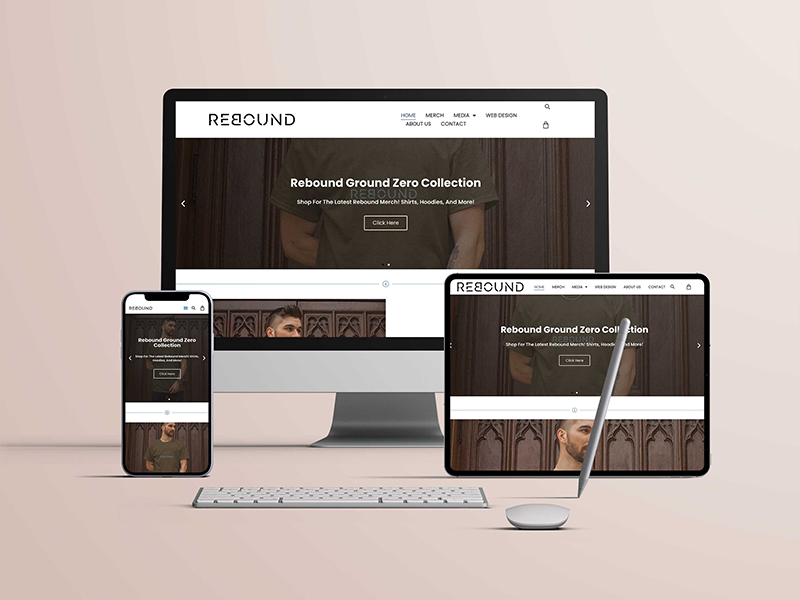 REBOUND
HOME MERCH MEDIA WEB DESIGN
ABOUT US CONTACT
Rebound Ground Zero Collection
REBOUND
Shop For The Latest Rebound Merch! Shirts, Hoodies, And More!
Click Here
REBOUND
Rebound Ground Zero
Collection
Shop For The Latest Rebound Merch! Shirts,
Hoodies, And More!
Click Here
REBOUND
HOME MERCH MEDIA WEB DESIGN ABOUT US CONTACT
Rebound Ground Zero Collection
Shop For The Latest Rebound Merch! Shirts, Hoodies, And More!
Click Here